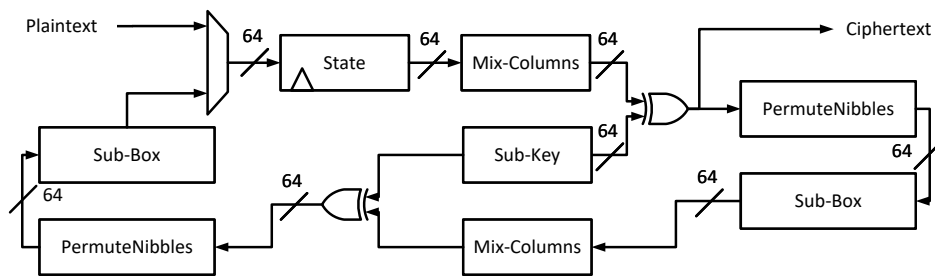 Plaintext
64
State
64
Mix-Columns
64
Ciphertext
PermuteNibbles
64
Sub-Box
64
Sub-Key
64
Sub-Box
64
PermuteNibbles
64
Mix-Columns